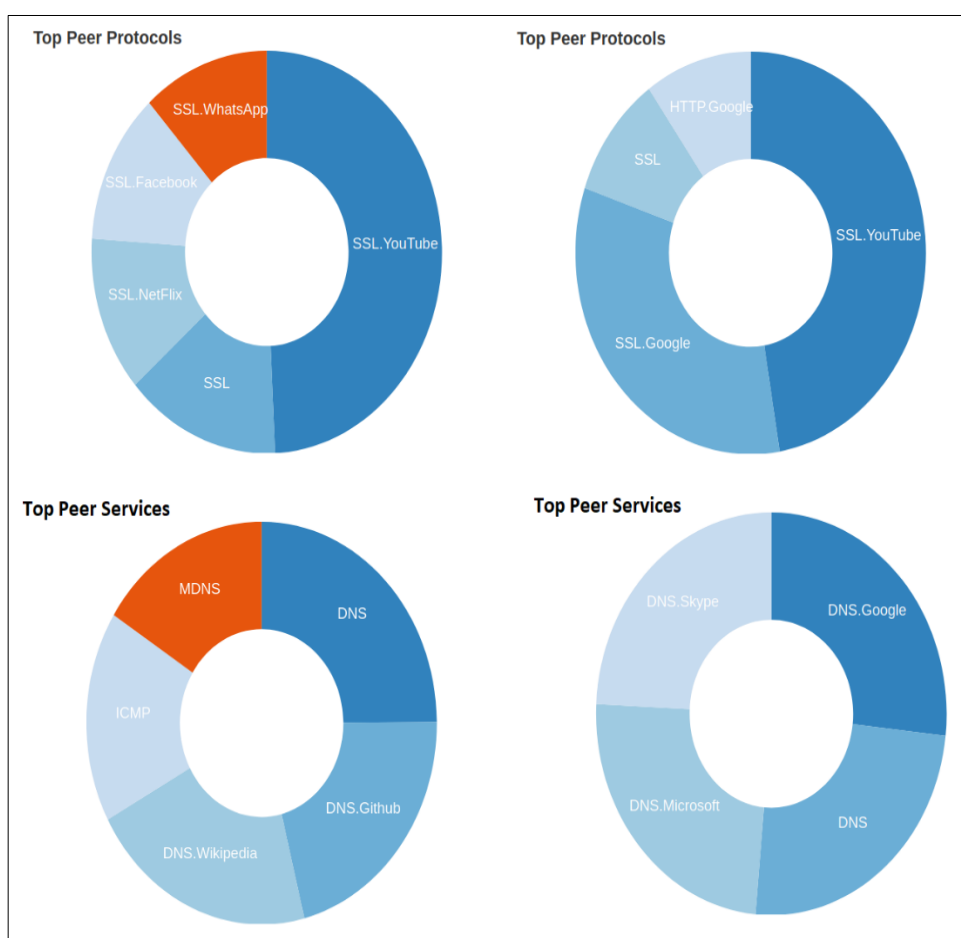 Top Peer Protocols
SSL.WhatsApp
SSL.Facebook
SSL.YouTube
SSL.NetFlix
SSL
Top Peer Protocols
HTTP.Google
SSL
SSL.YouTube
SSL.Google
Top Peer Services
MDNS
DNS
ICMP
DNS.Github
DNS.Wikipedia
Top Peer Services
DNS.Skype
DNS.Google
DNS.Microsoft
DNS